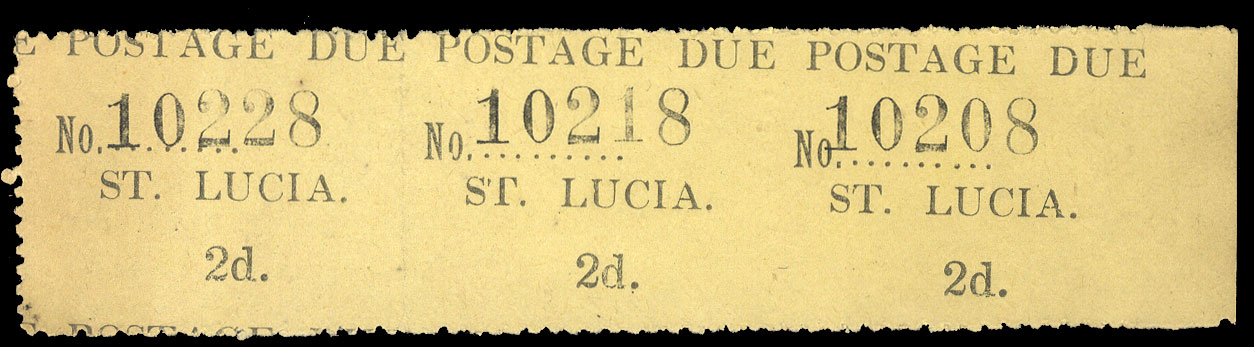 E POSTAGE DUE POSTAGE DUE POSTAGE DUE
No. 10228 No. 10218 No. 10208
ST. LUCIA. ST. LUCIA. ST. LUCIA.
2d. 2d. 2d.
E POSTAGE